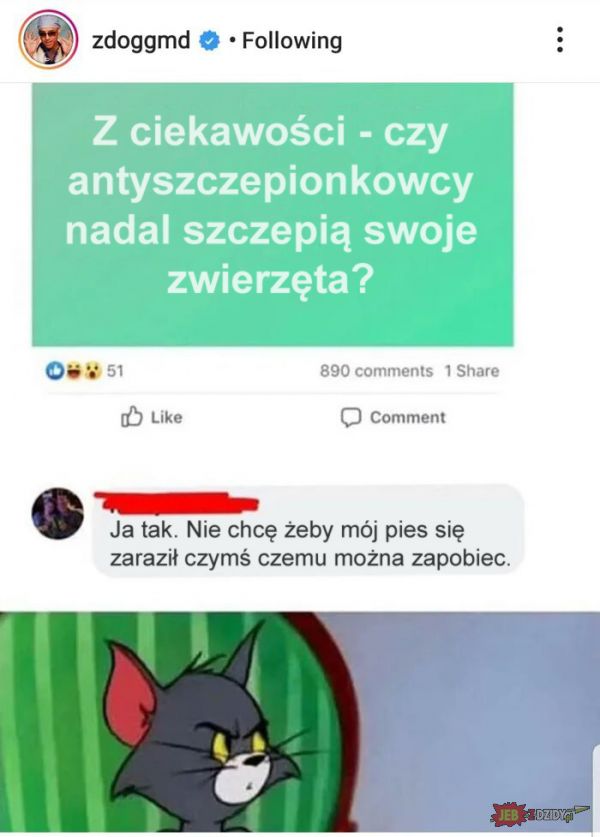 zdoggmd • Following
Z ciekawości - czy
antyszczepionkowcy
nadal szczepią swoje
zwierzęta?
51
890 comments 1 Share
Like
Comment
Ja tak. Nie chcę żeby mój pies się
zaraził czymś czemu można zapobiec.
JEBZDZIDY.pl